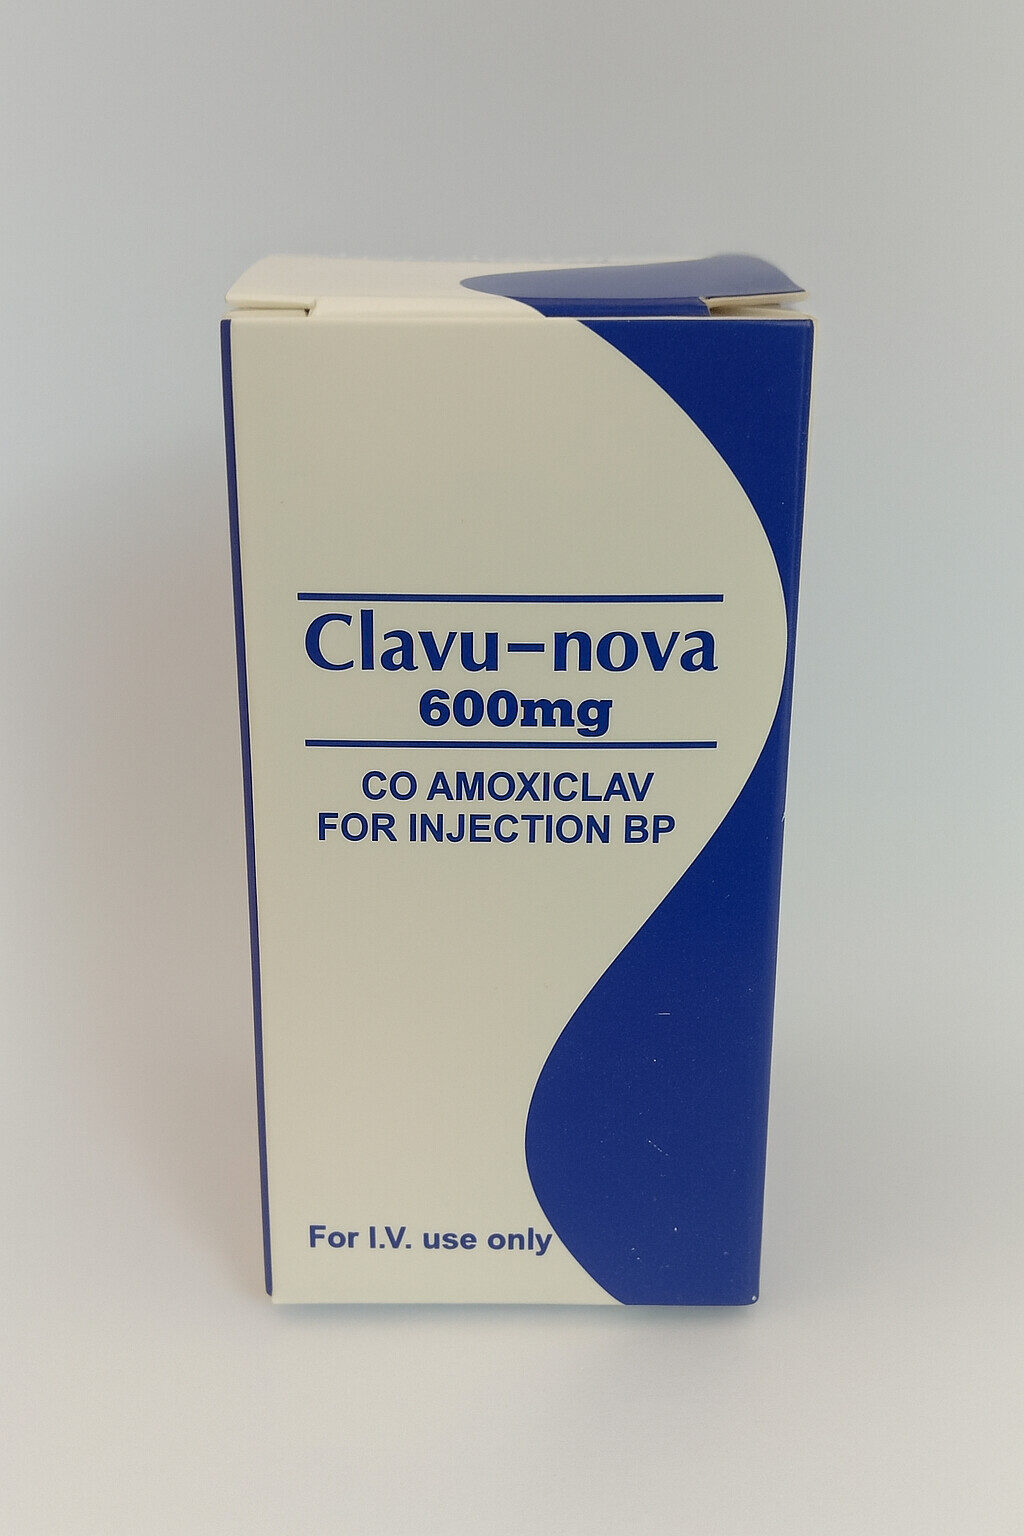 Clavu-nova
600mg
CO AMOXICLAV
FOR INJECTION BP
For I.V. use only